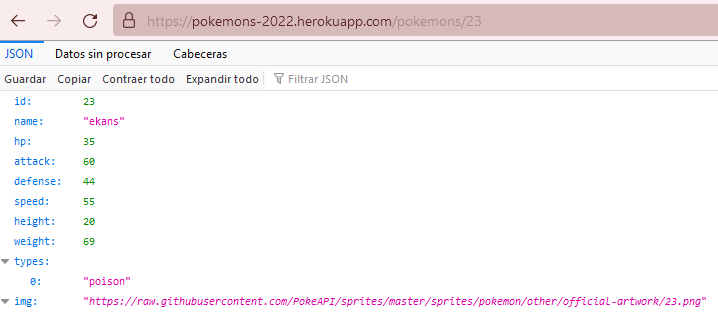 https://pokemons-2022.herokuapp.com/pokemons/23
JSON Datos sin procesar Cabeceras
Guardar Copiar Contraer todo Expandir todo Filtrar JSON
id: 23
name: "ekans"
hp: 35
attack: 60
defense: 44
speed: 55
height: 20
weight: 69
types:
0: "poison"
img: "https://raw.githubusercontent.com/PokeAPI/sprites/master/sprites/pokemon/other/official-artwork/23.png"